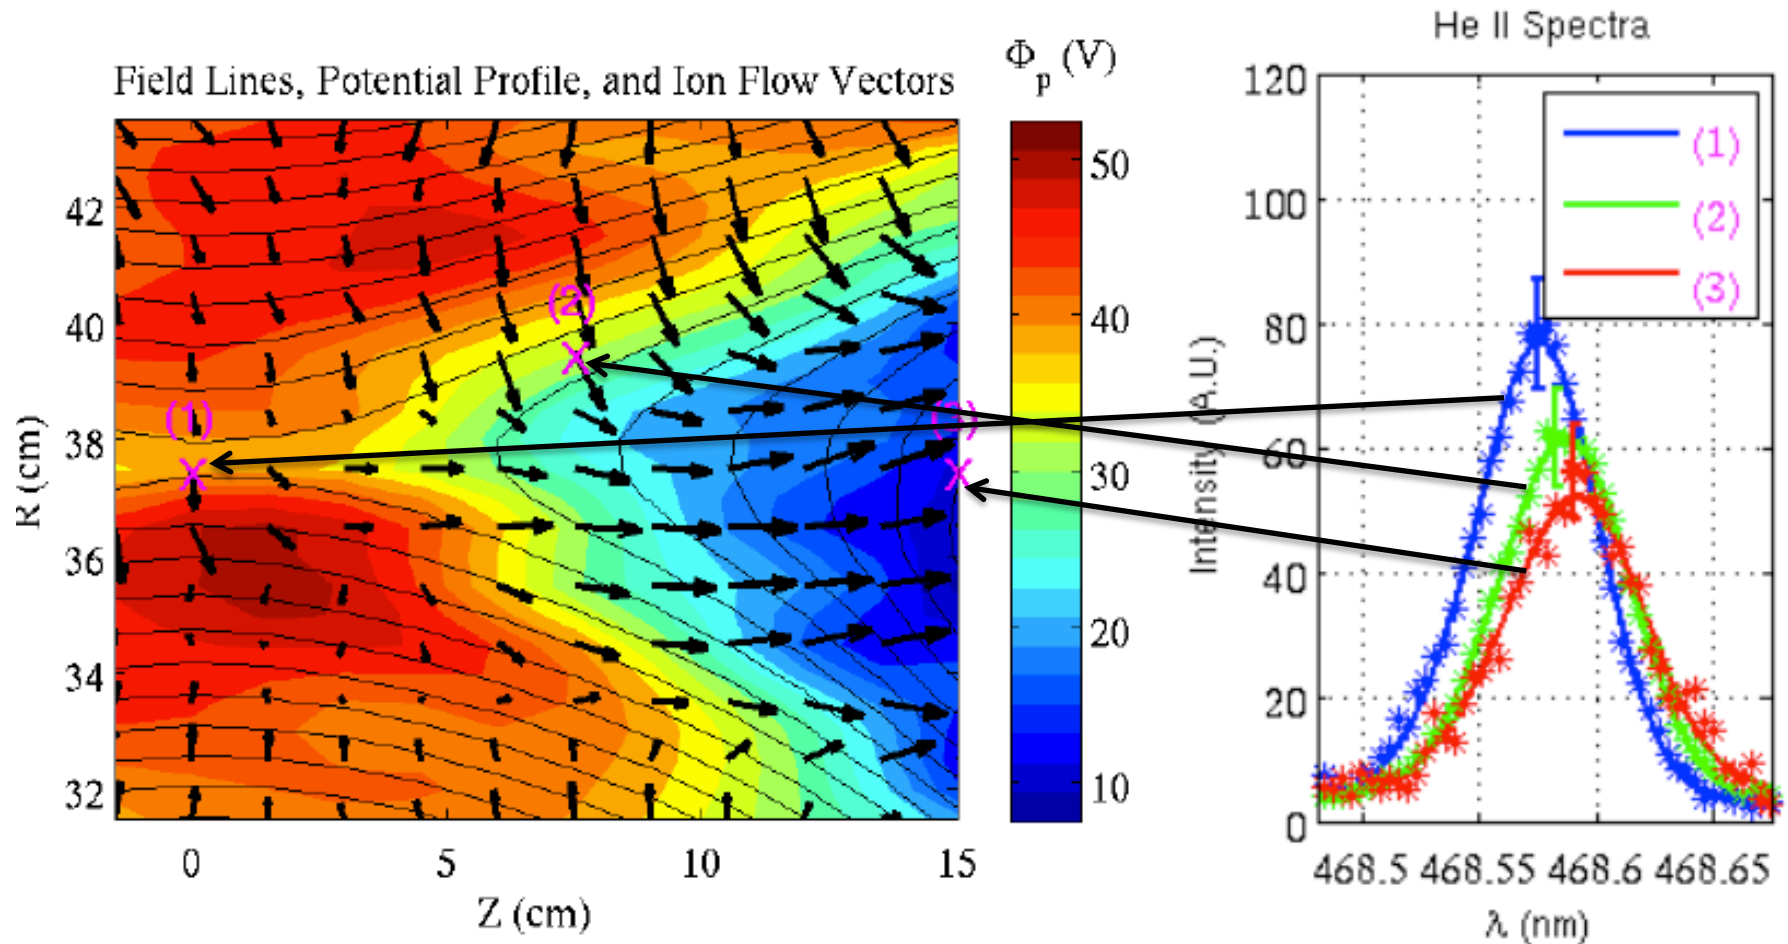 Field Lines, Potential Profile, and Ion Flow Vectors
Φp (V)
He II Spectra
R (cm)
42
40
38
36
34
32
0
5
10
15
Z (cm)
(1)
(2)
(3)
X
X
X
50
40
30
20
10
Intensity (A.U.)
120
100
80
60
40
20
0
468.5 468.55 468.6 468.65
λ (nm)
(1)
(2)
(3)